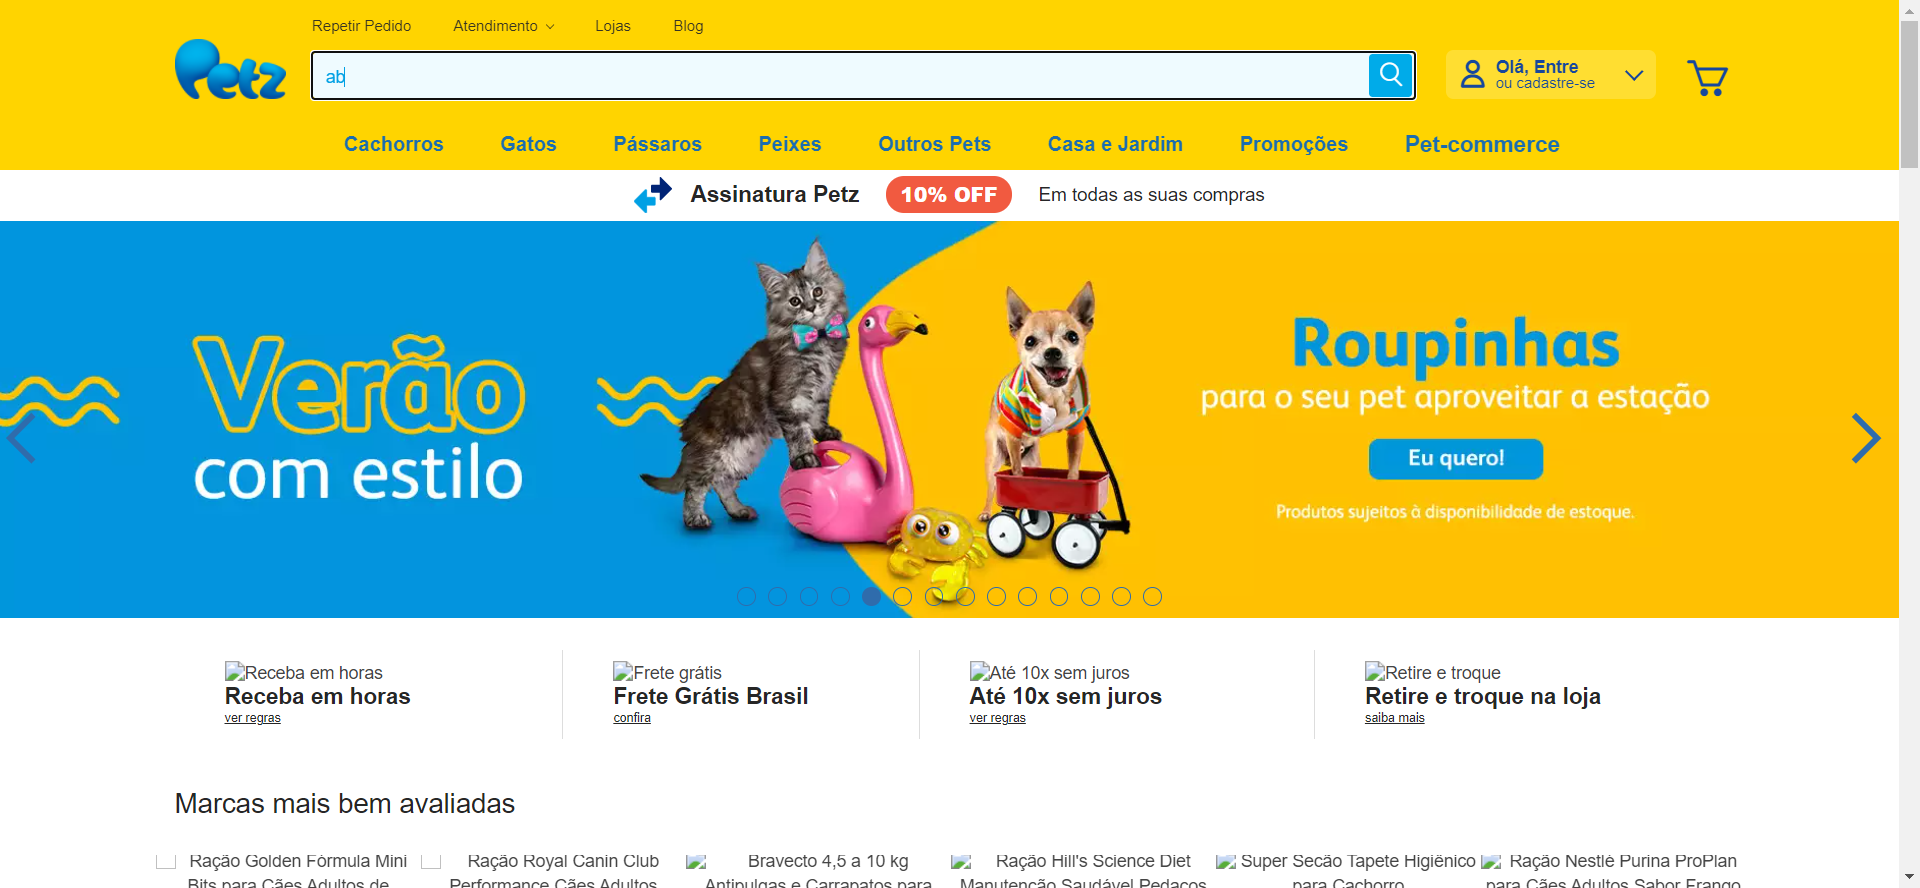 Repetir Pedido
Atendimento
Lojas
Blog
Petz
ab
Olá, Entre
ou cadastre-se
Cachorros
Gatos
Pássaros
Peixes
Outros Pets
Casa e Jardim
Promoções
Pet-commerce
Assinatura Petz
10% OFF
Em todas as suas compras
Verão
com estilo
Roupinhas
para o seu pet aproveitar a estação
Eu quero!
Produtos sujeitos à disponibilidade de estoque.
Receba em horas
Receba em horas
ver regras
Frete grátis
Frete Grátis Brasil
confira
Até 10x sem juros
Até 10x sem juros
ver regras
Retire e troque
Retire e troque na loja
saiba mais
Marcas mais bem avaliadas
Ração Golden Fórmula Mini
Bits para Cães Adultos de
Ração Royal Canin Club
Performance Cães Adultos
Bravecto 4,5 a 10 kg
Antipulgas e Carrapatos para
Ração Hill's Science Diet
Manutenção Saudável Pedaços
Super Secão Tapete Higiênico
para Cachorro
Ração Nestlé Purina ProPlan
para Cães Adultos Sabor Frango